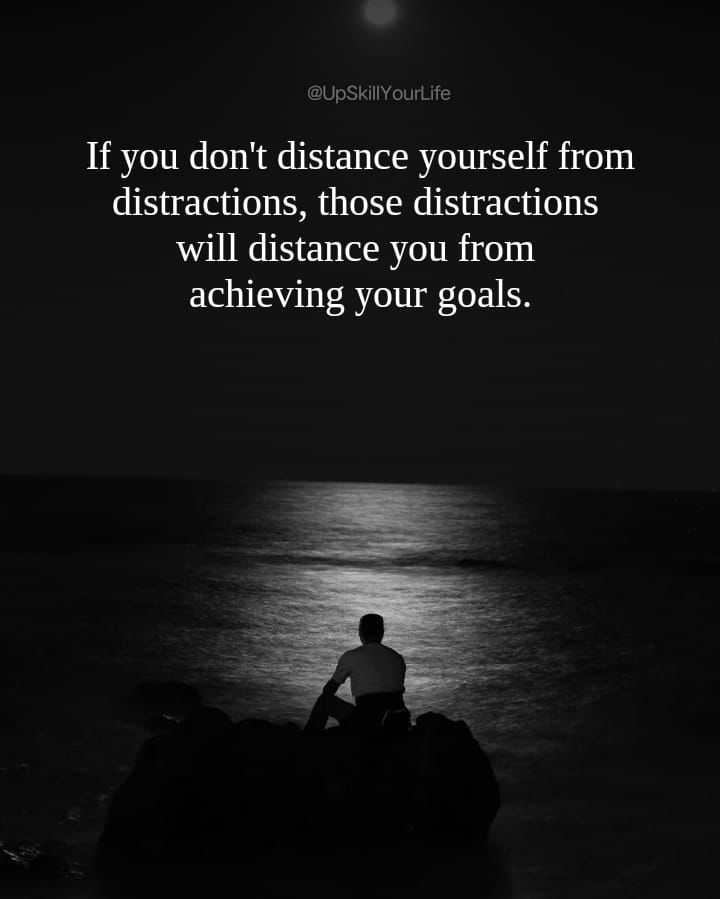 @UpSkillYourLife
If you don't distance yourself from
distractions, those distractions
will distance you from
achieving your goals.